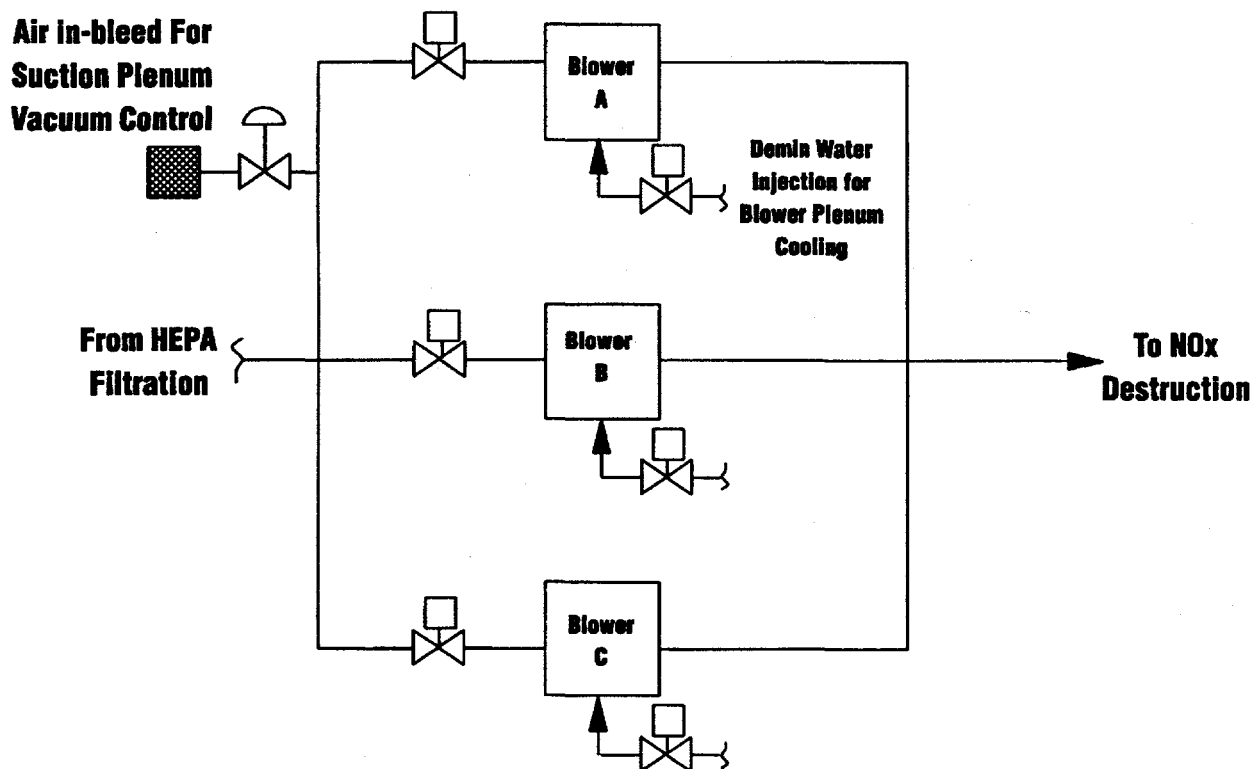 Air in-bleed For
Suction Plenum
Vacuum Control
Blower
A
Demin Water
Injection for
Blower Plenum
Cooling
From HEPA
Filtration
Blower
B
To NOx
Destruction
Blower
C